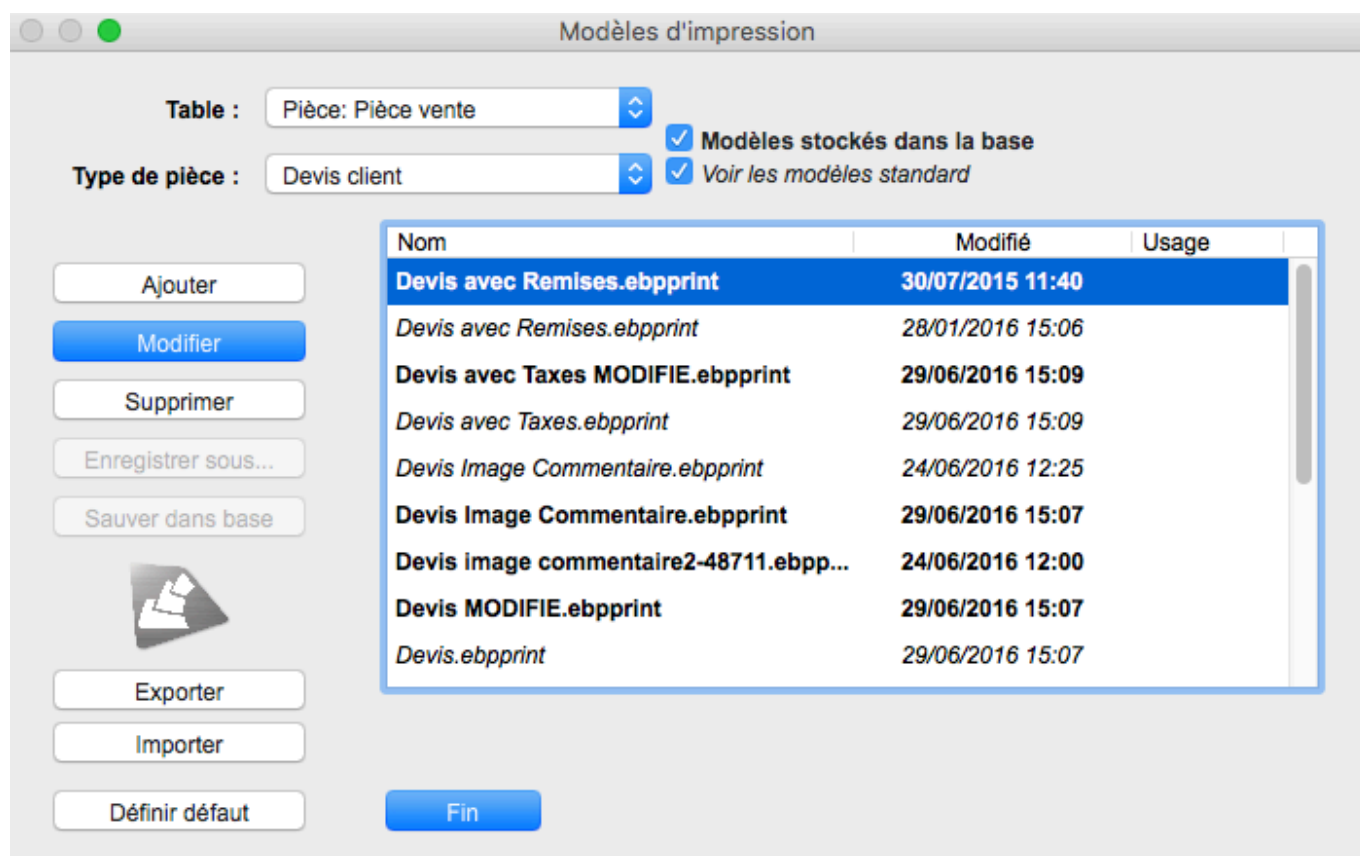 Modèles d'impression
Table : Pièce: Pièce vente
Modèles stockés dans la base
Type de pièce : Devis client
Voir les modèles standard
Nom Modifié Usage
Ajouter
Modifier
Supprimer
Enregistrer sous...
Sauver dans base
Exporter
Importer
Définir défaut
Devis avec Remises.ebpprint 30/07/2015 11:40
Devis avec Remises.ebpprint 28/01/2016 15:06
Devis avec Taxes MODIFIE.ebpprint 29/06/2016 15:09
Devis avec Taxes.ebpprint 29/06/2016 15:09
Devis Image Commentaire.ebpprint 24/06/2016 12:25
Devis Image Commentaire.ebpprint 29/06/2016 15:07
Devis image commentaire2-48711.ebpp... 24/06/2016 12:00
Devis MODIFIE.ebpprint 29/06/2016 15:07
Devis.ebpprint 29/06/2016 15:07
Fin